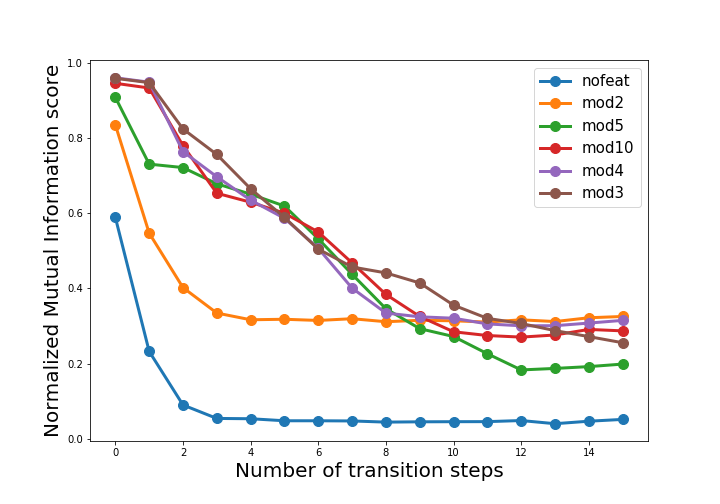 Normalized Mutual Information score
1.0
0.8
0.6
0.4
0.2
0.0
0 2 4 6 8 10 12 14
Number of transition steps
nofeat
mod2
mod5
mod10
mod4
mod3